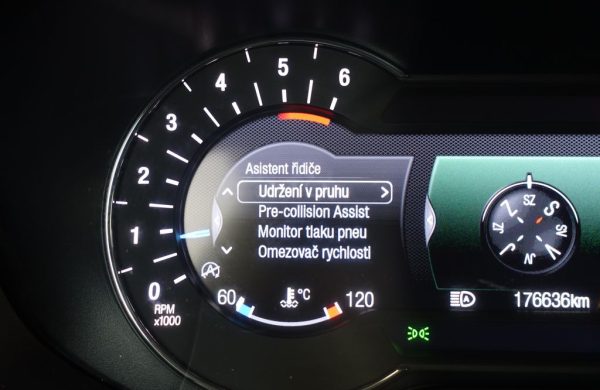 6
5
4
3
2
1
0
RPM
x1000
Asistent řidiče
Udržení v pruhu
Pre-collision Assist
Monitor tlaku pneu
Omezovač rychlosti
60
°C
120
SZ
S
SV
V
JV
J
JZ
Z
A
A
176636km